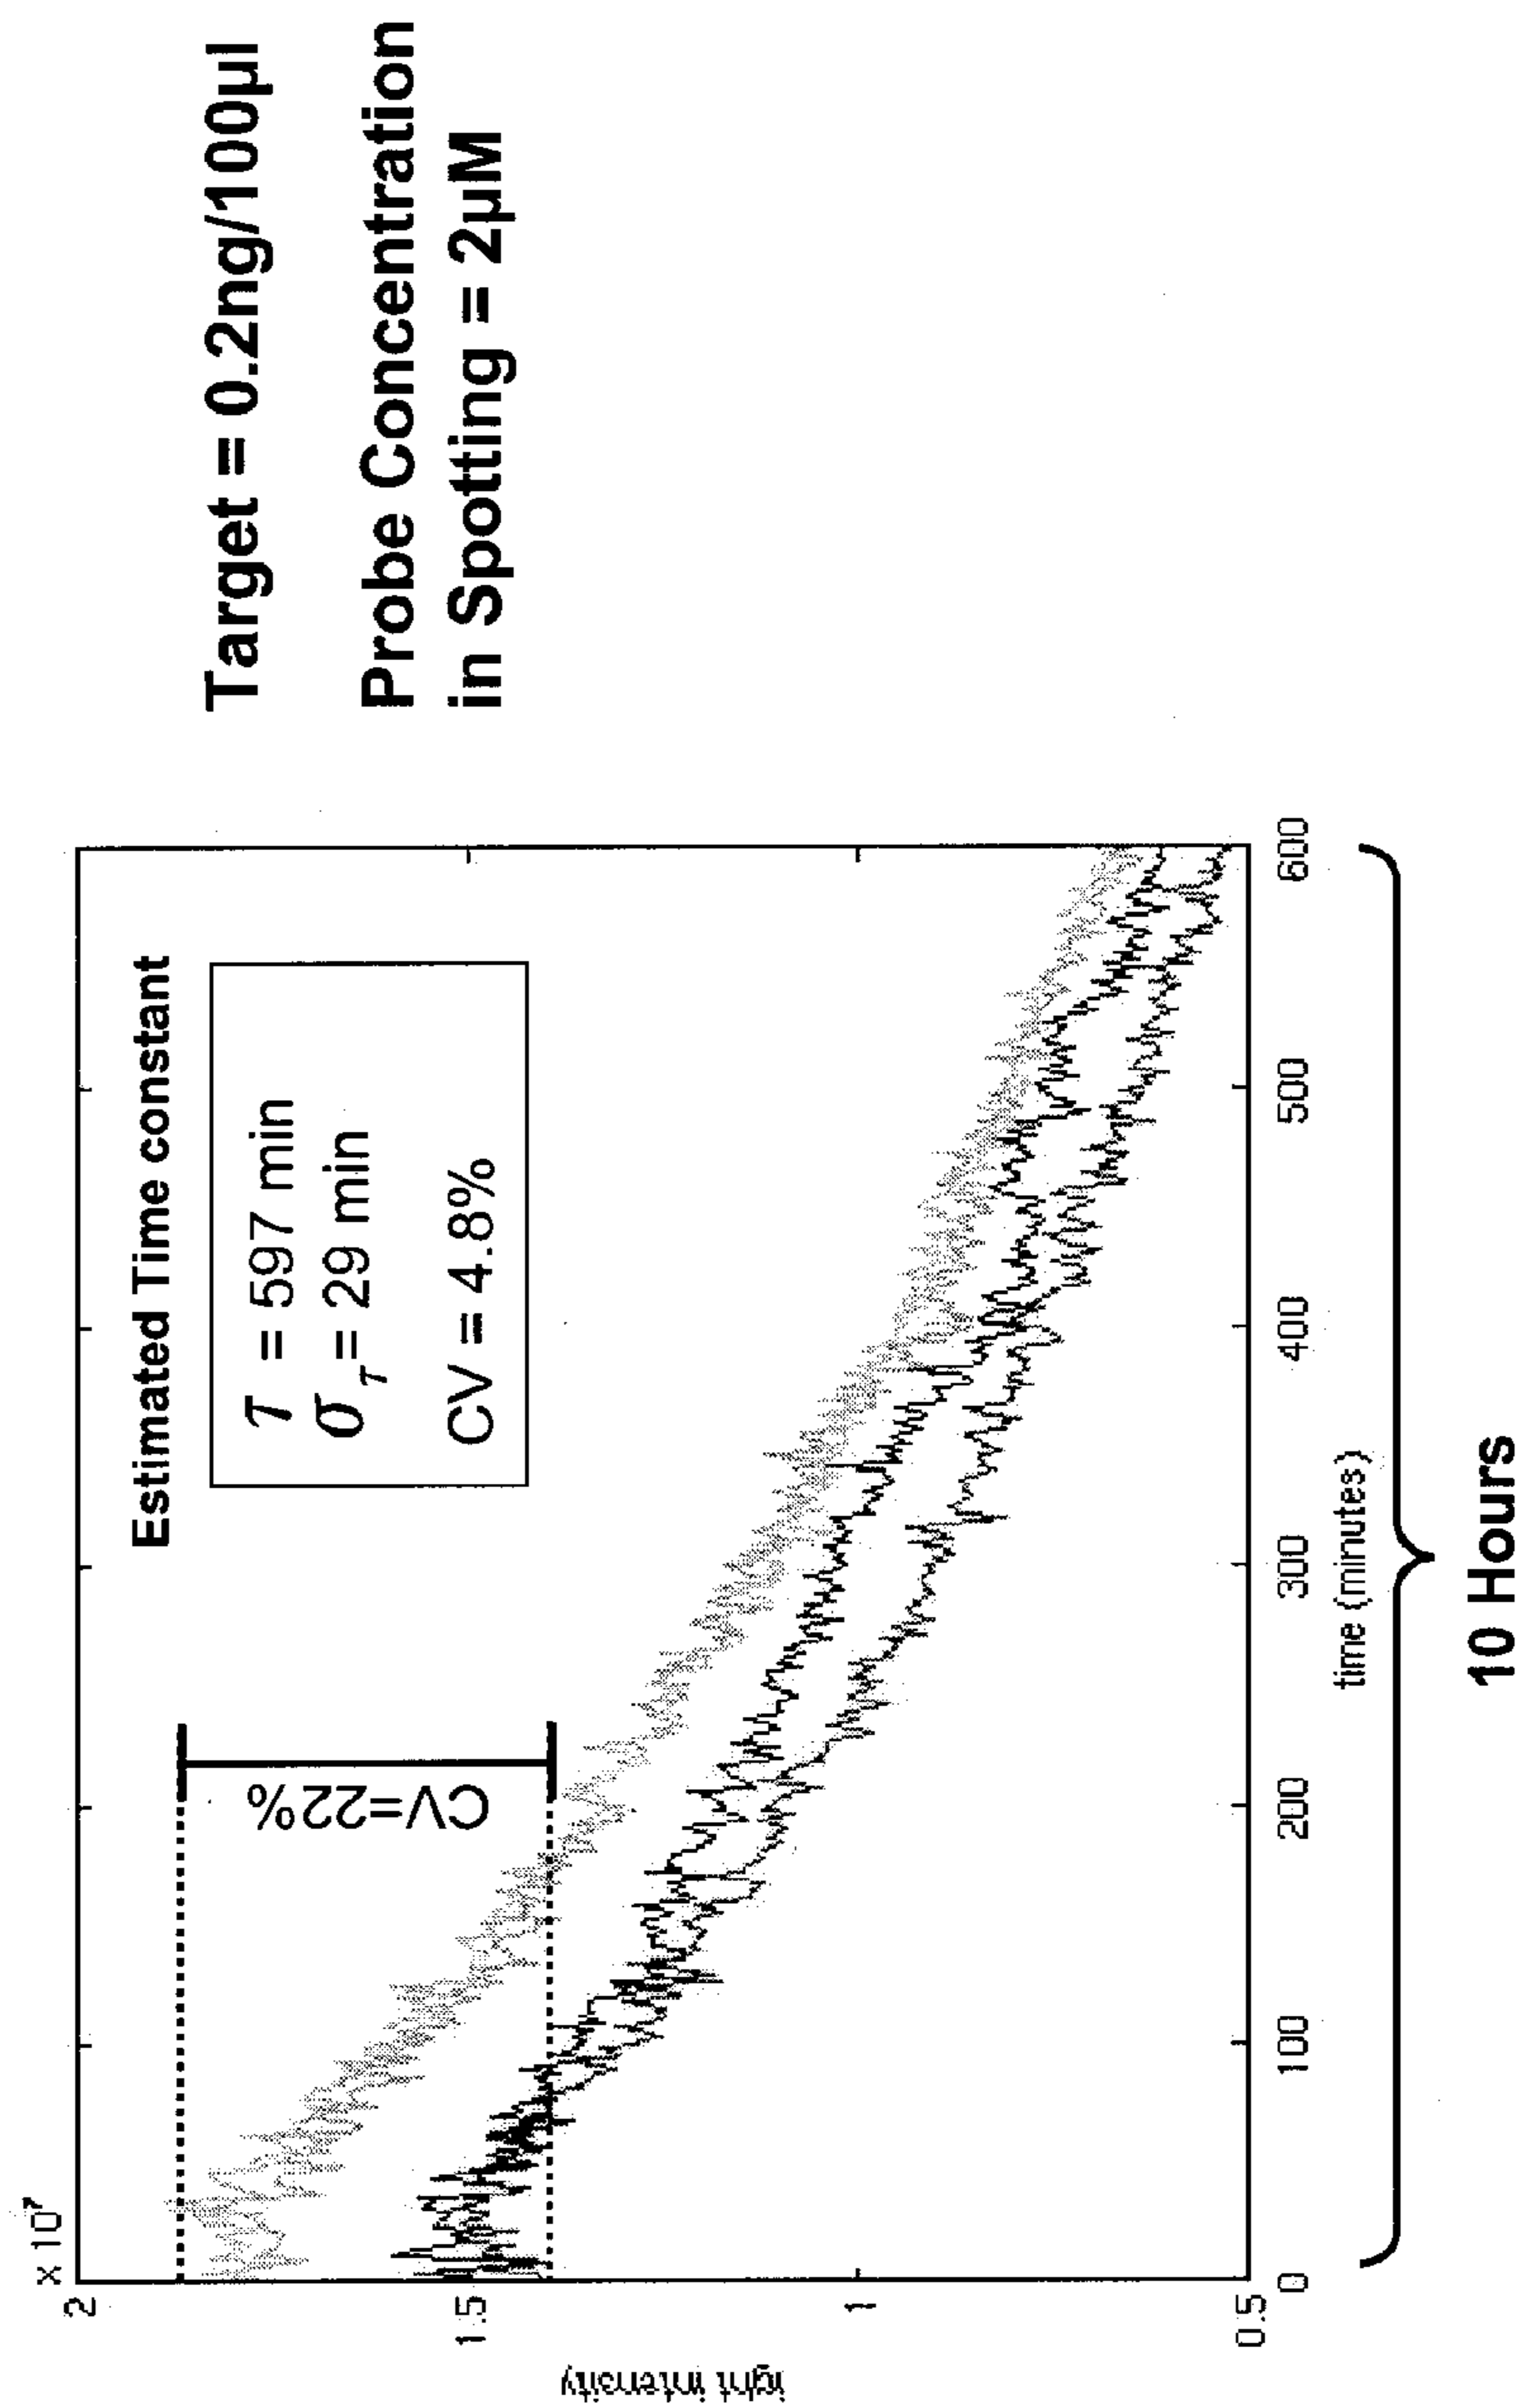 × 10⁷
2
1.5
1
0.5
ight intensity
Estimated Time constant
τ = 597 min
σ_τ = 29 min
CV = 4.8%
CV=22%
0 100 200 300 400 500 600
time (minutes)
10 Hours
Target = 0.2ng/100µl
Probe Concentration
in Spotting = 2µM